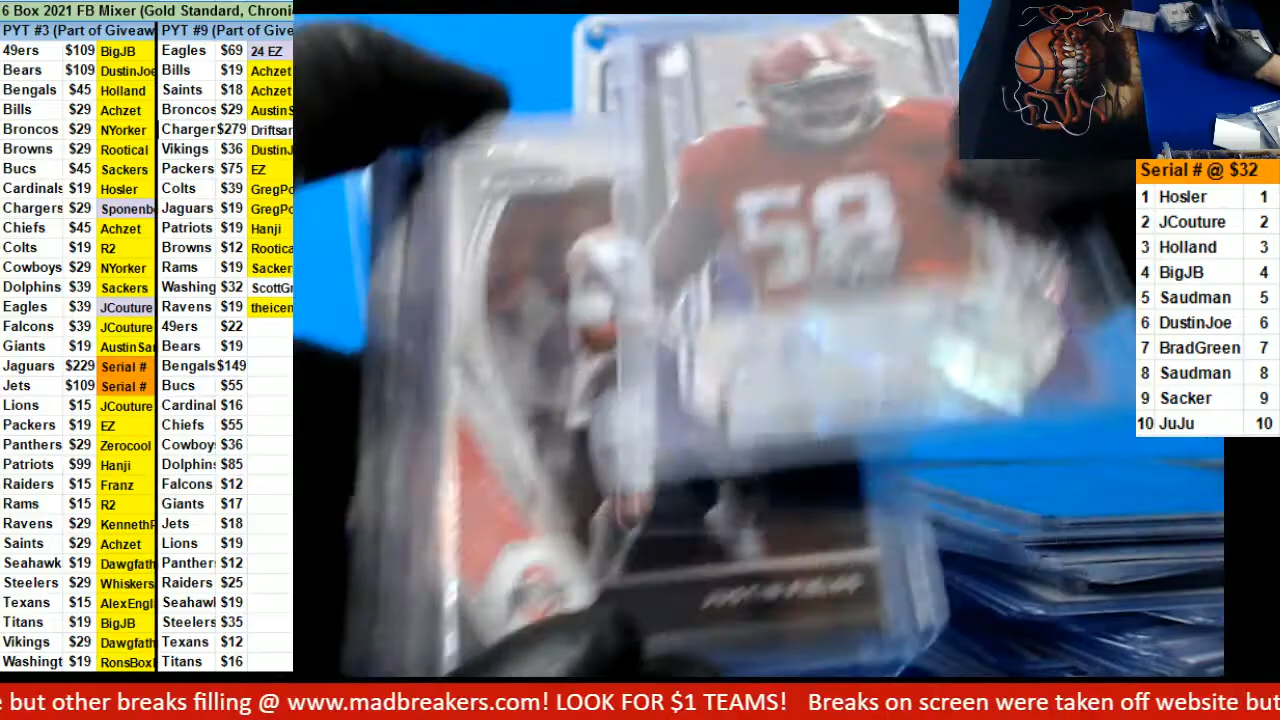 6 Box 2021 FB Mixer (Gold Standard, Chroni
PYT #3 (Part of Giveaw PYT #9 (Part of Give
49ers $109 BigJB Eagles $69 24 EZ
Bears $109 DustinJoe Bills $19 Achzet
Bengals $45 Holland Saints $18 Achzet
Bills $29 Achzet Broncos $29 AustinS
Broncos $29 NYorker Charger $279 Driftsar
Browns $29 Rootical Vikings $36 DustinJ
Bucs $45 Sackers Packers $75 EZ
Cardinals $19 Hosler Colts $39 GregPo
Chargers $29 Sponenb Jaguars $19 GregPo
Chiefs $45 Achzet Patriots $19 Hanji
Colts $19 R2 Browns $12 Rootica
Cowboys $29 NYorker Rams $19 Sacker
Dolphins $39 Sackers Washing $32 ScottGr
Eagles $39 JCouture Ravens $19 theicen
Falcons $39 JCouture 49ers $22
Giants $19 AustinSa Bears $19
Jaguars $229 Serial # Bengals $149
Jets $109 Serial # Bucs $55
Lions $15 JCouture Cardinal $16
Packers $19 EZ Chiefs $55
Panthers $29 Zerocool Cowboy $36
Patriots $99 Hanji Dolphins $85
Raiders $15 Franz Falcons $12
Rams $15 R2 Giants $17
Ravens $29 KennethF Jets $18
Saints $29 Achzet Lions $19
Seahawk $19 Dawgfath Panther $12
Steelers $29 Whiskers Raiders $25
Texans $15 AlexEngl Seahawl $19
Titans $19 BigJB Steelers $35
Vikings $29 Dawgfath Texans $12
Washingt $19 RonsBoxl Titans $16
58
Serial # @ $32
1 Hosler 1
2 JCouture 2
3 Holland 3
4 BigJB 4
5 Saudman 5
6 DustinJoe 6
7 BradGreen 7
8 Saudman 8
9 Sacker 9
10 JuJu 10
e but other breaks filling @ www.madbreakers.com! LOOK FOR $1 TEAMS! Breaks on screen were taken off website but